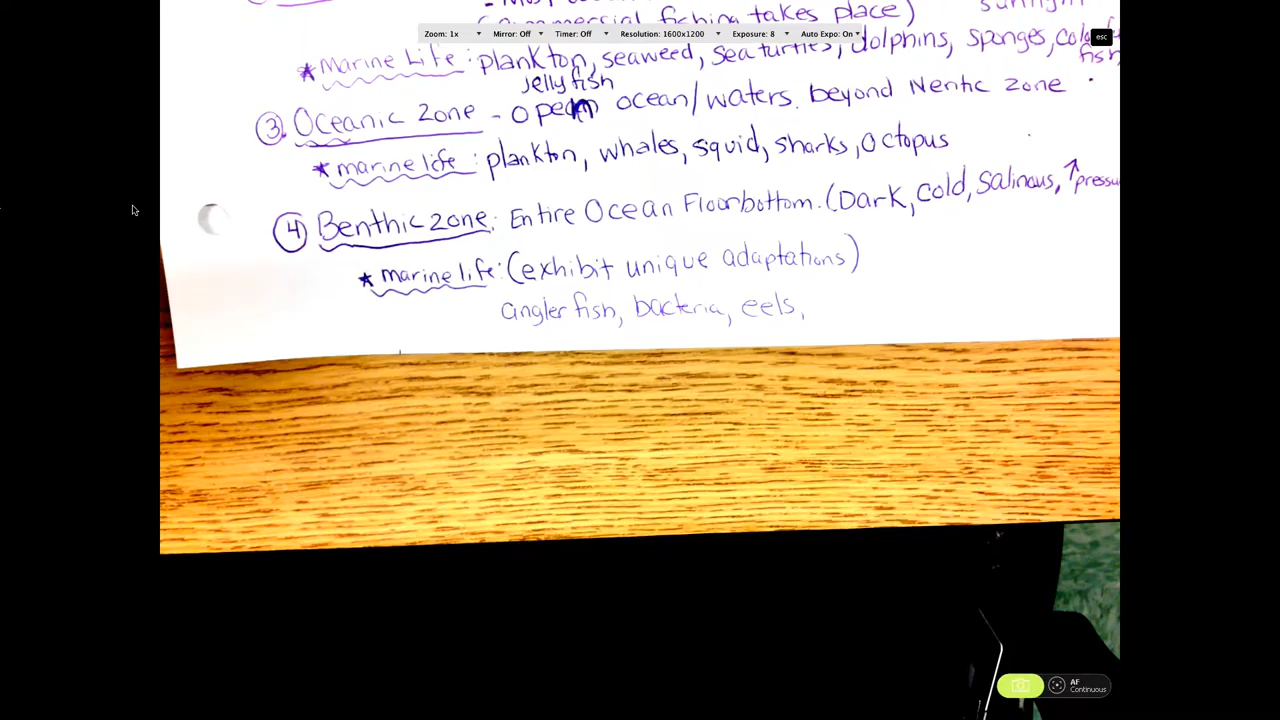 (commercial fishing takes place)
Zoom: 1x Mirror: Off Timer: Off Resolution: 1600x1200 Exposure: 8 Auto Expo: On
esc
* Marine Life: plankton, seaweed, sea turtles, dolphins, sponges,
fish,
jelly fish
③ Oceanic Zone - Open ocean/waters. beyond Neritic Zone
* marine life: plankton, whales, squid, sharks, Octopus
④ Benthic zone: Entire Ocean Floorbottom. (Dark, cold, Salinous, ↑pressu
* marine life: (exhibit unique adaptations)
angler fish, bacteria, eels,
AF
Continuous